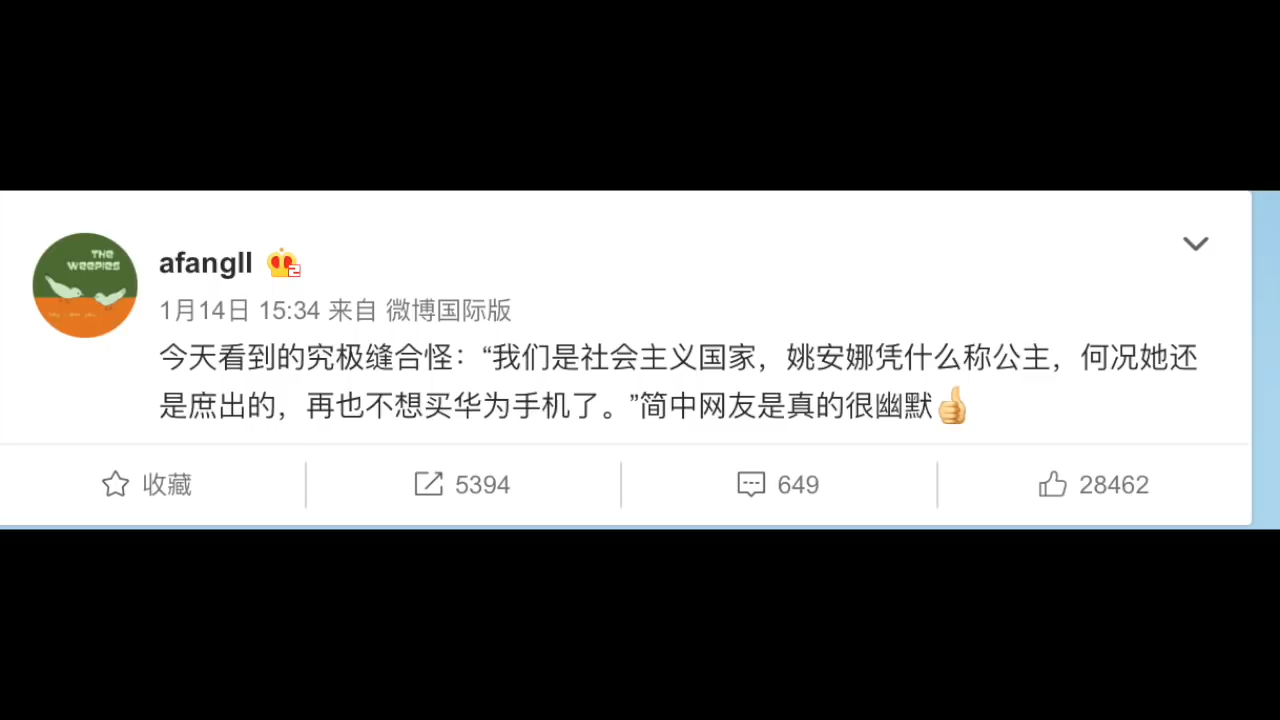 THE
WEEPIES
afangll
2
1月14日 15:34 来自 微博国际版
今天看到的究极缝合怪：“我们是社会主义国家，姚安娜凭什么称公主，何况她还
是庶出的，再也不想买华为手机了。”简中网友是真的很幽默👍
收藏
5394
649
28462